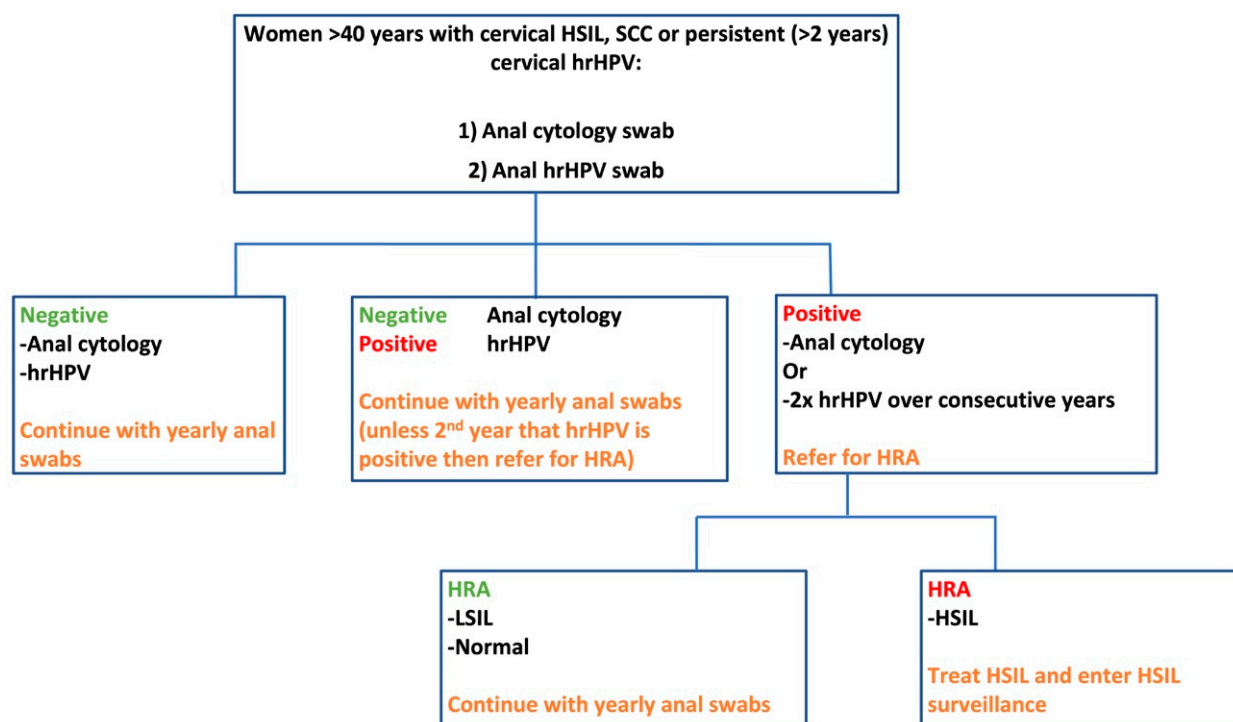 Women >40 years with cervical HSIL, SCC or persistent (>2 years)
cervical hrHPV:
1) Anal cytology swab
2) Anal hrHPV swab
Negative
-Anal cytology
-hrHPV
Continue with yearly anal
swabs
Negative Anal cytology
Positive hrHPV
Continue with yearly anal swabs
(unless 2nd year that hrHPV is
positive then refer for HRA)
Positive
-Anal cytology
Or
-2x hrHPV over consecutive years
Refer for HRA
HRA
-LSIL
-Normal
Continue with yearly anal swabs
HRA
-HSIL
Treat HSIL and enter HSIL
surveillance